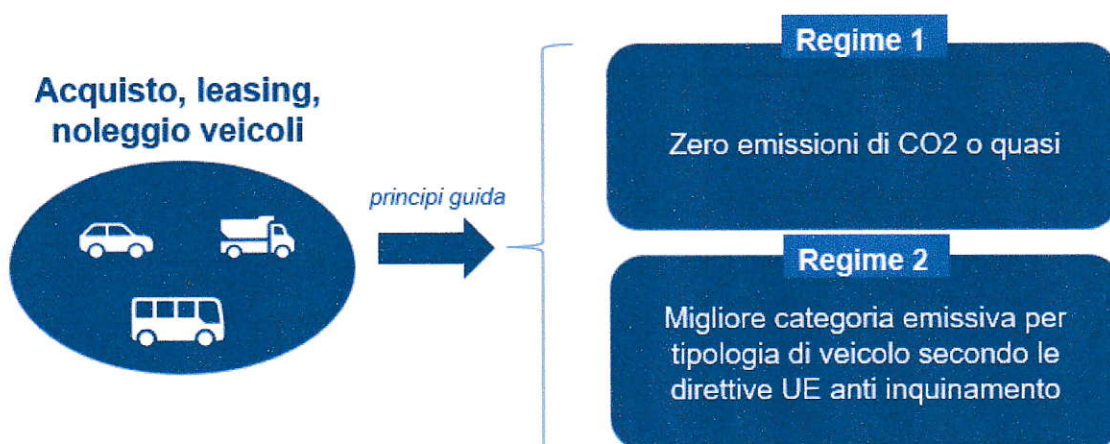 Acquisto, leasing,
noleggio veicoli
principi guida
Regime 1
Zero emissioni di CO2 o quasi
Regime 2
Migliore categoria emissiva per
tipologia di veicolo secondo le
direttive UE anti inquinamento